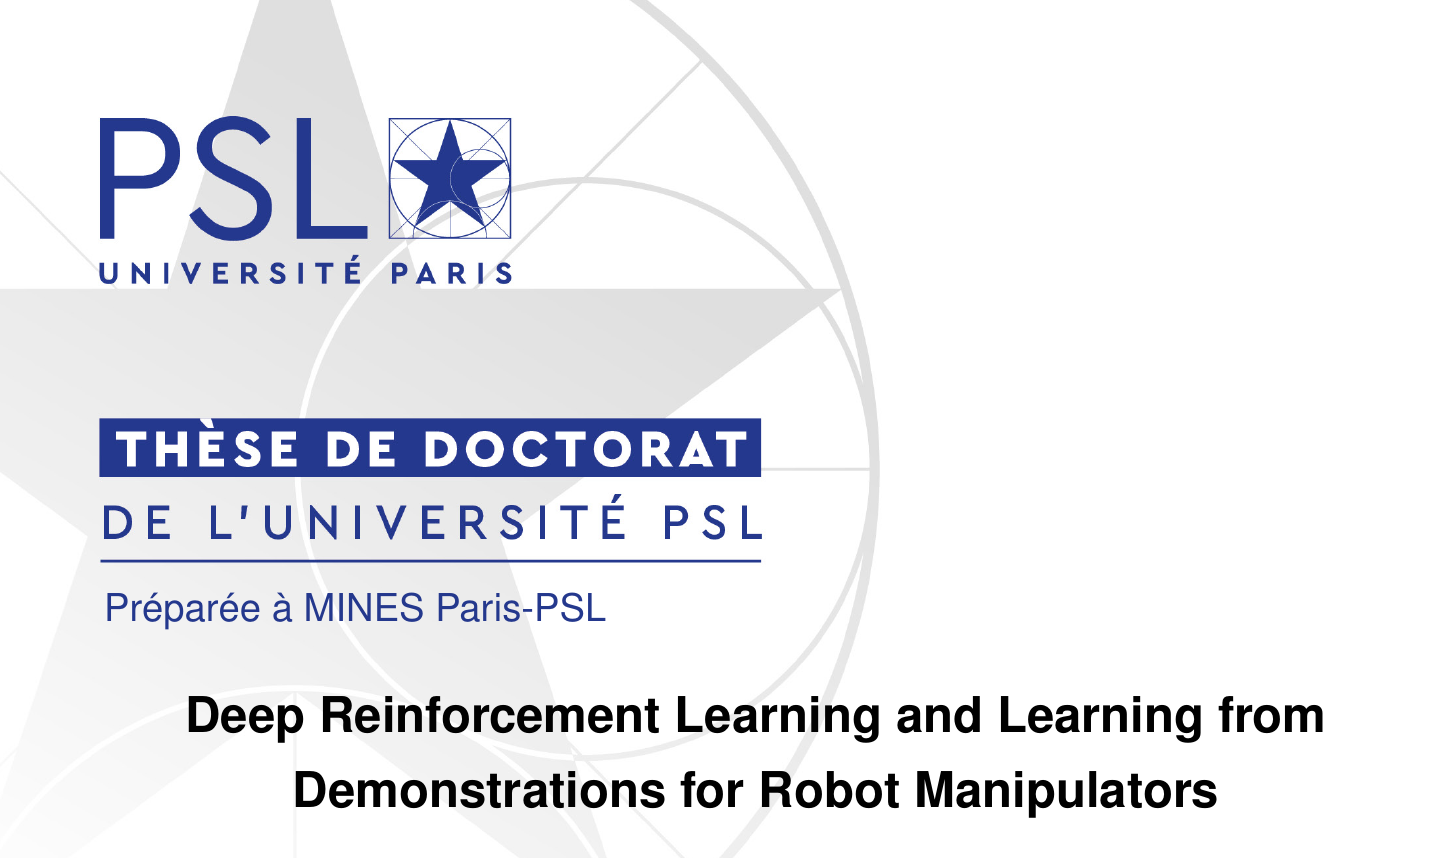 PSL
UNIVERSITÉ PARIS
THÈSE DE DOCTORAT
DE L'UNIVERSITÉ PSL
Préparée à MINES Paris-PSL
Deep Reinforcement Learning and Learning from
Demonstrations for Robot Manipulators